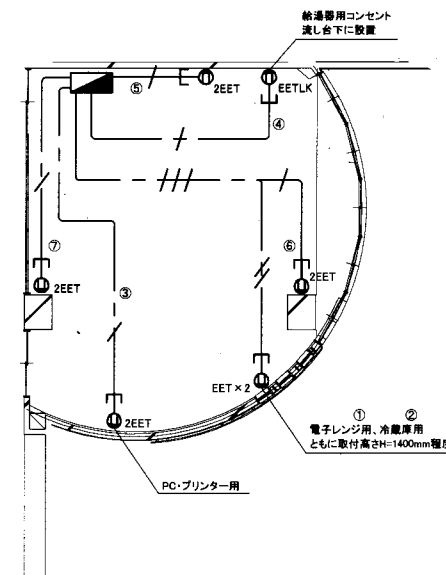 給湯器用コンセント
流し台下に設置
⑤
2EET
EETLK
④
⑦
⑥
2EET
2EET
③
EET×2
2EET
① ②
電子レンジ用、冷蔵庫用
ともに取付高さH=1400mm程度
PC・プリンター用